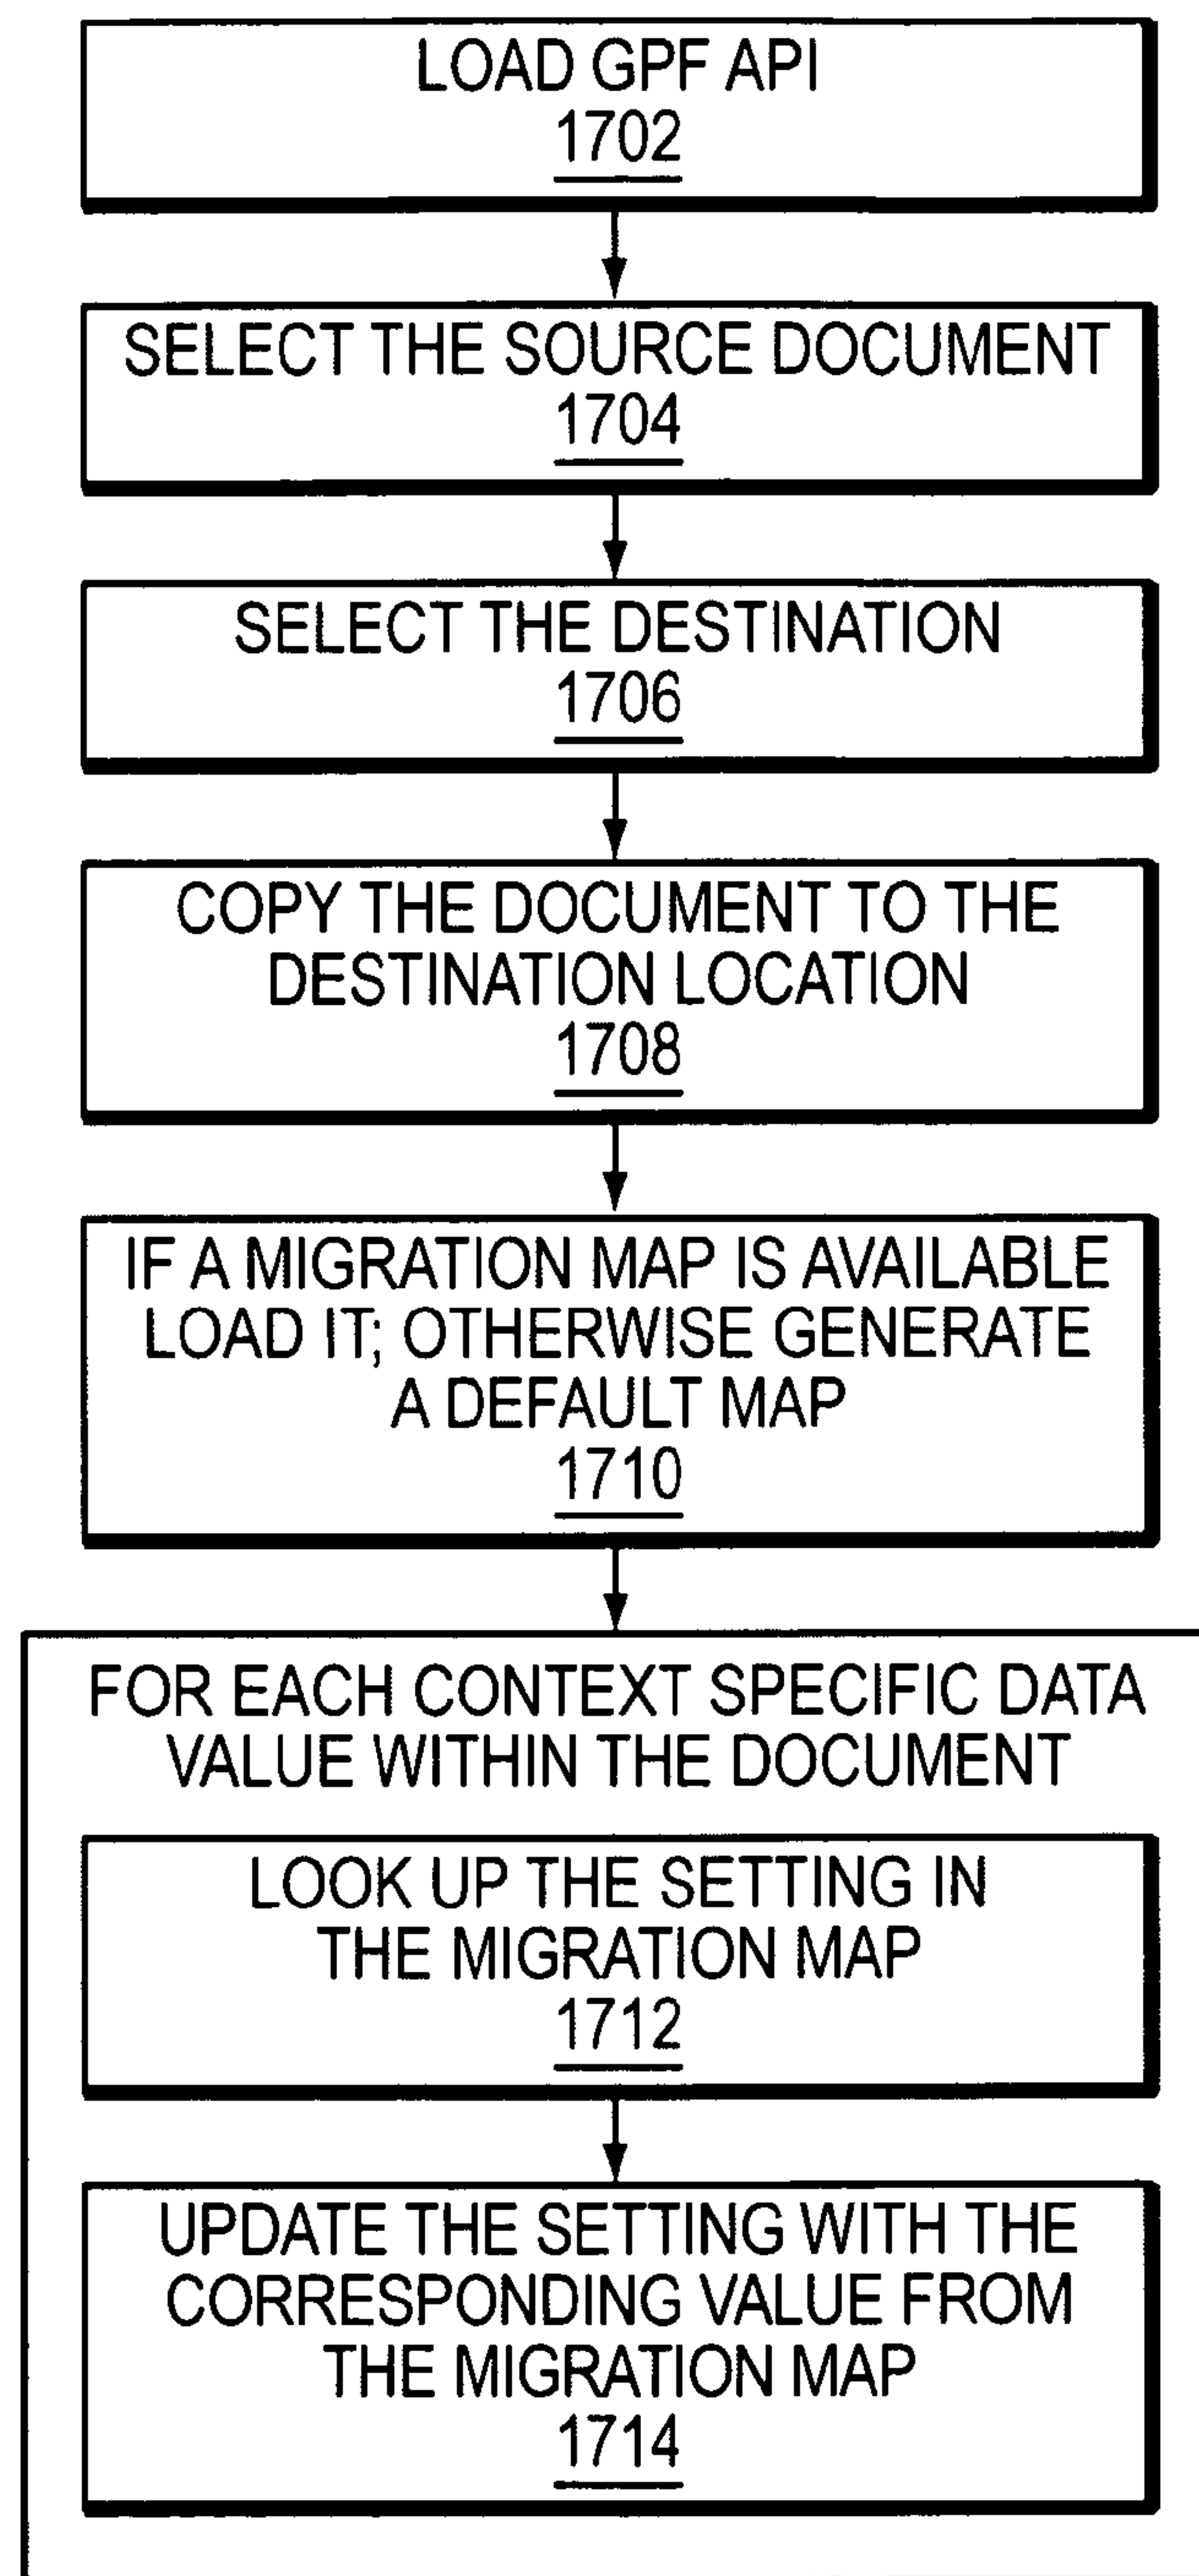 LOAD GPF API
1702
SELECT THE SOURCE DOCUMENT
1704
SELECT THE DESTINATION
1706
COPY THE DOCUMENT TO THE
DESTINATION LOCATION
1708
IF A MIGRATION MAP IS AVAILABLE
LOAD IT; OTHERWISE GENERATE
A DEFAULT MAP
1710
FOR EACH CONTEXT SPECIFIC DATA
VALUE WITHIN THE DOCUMENT
LOOK UP THE SETTING IN
THE MIGRATION MAP
1712
UPDATE THE SETTING WITH THE
CORRESPONDING VALUE FROM
THE MIGRATION MAP
1714